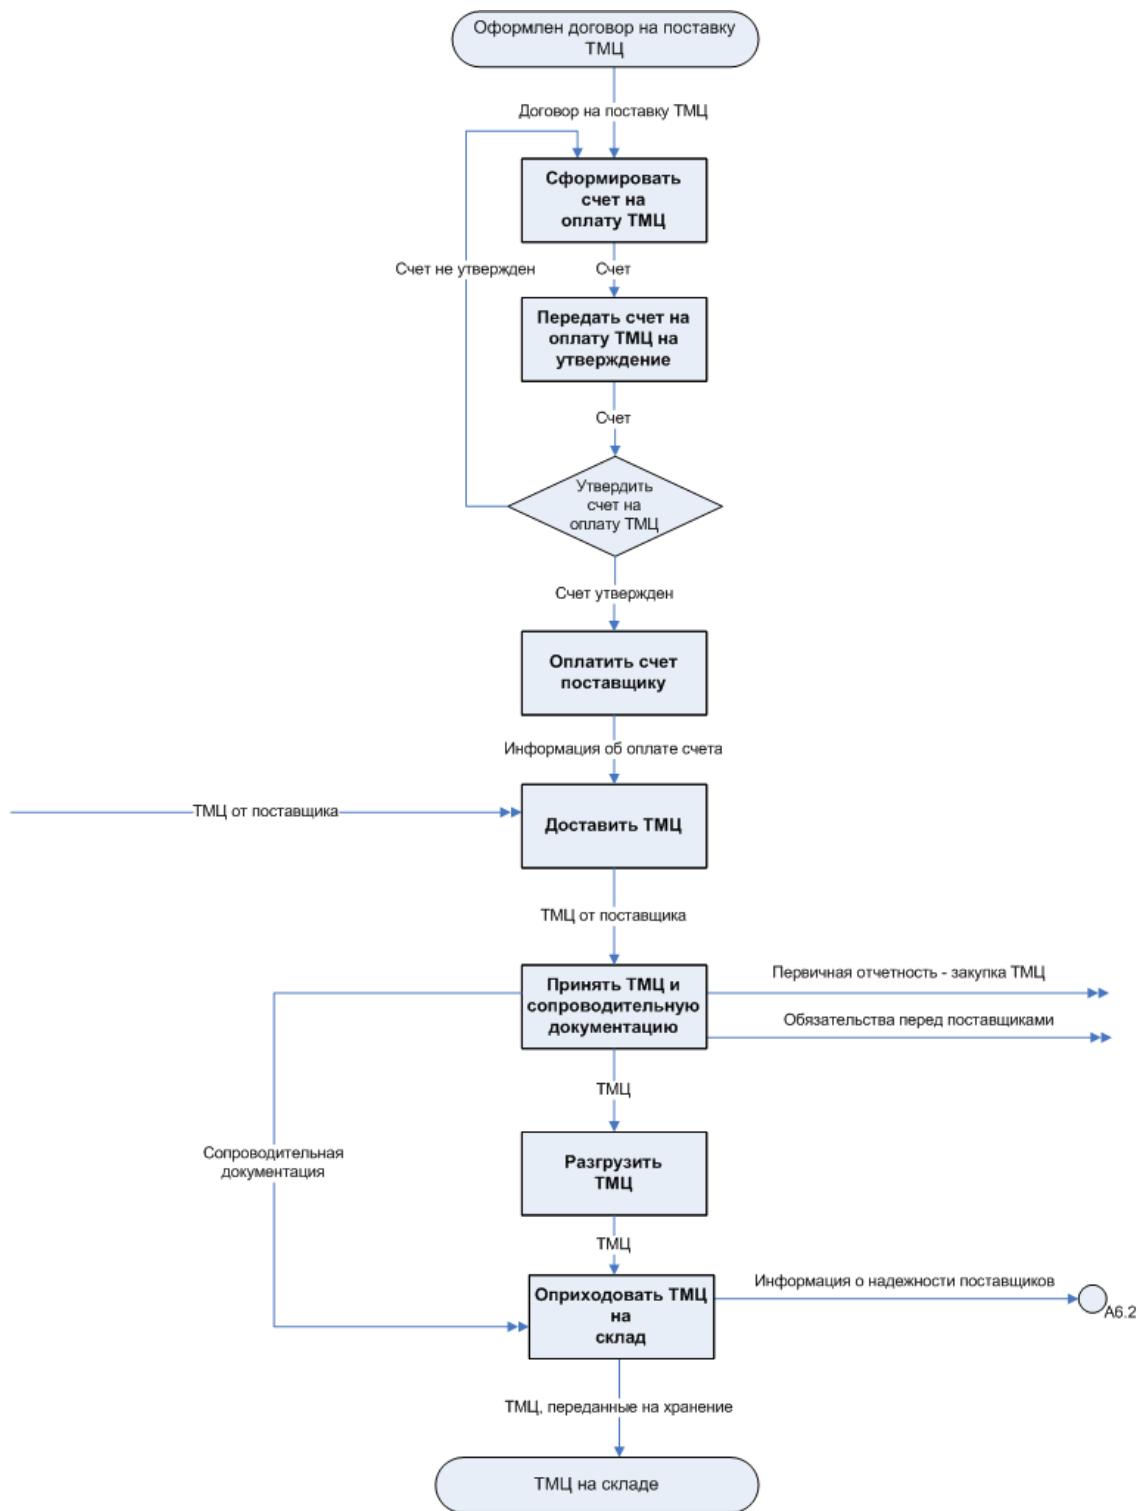 Оформлен договор на поставку
ТМЦ
Договор на поставку ТМЦ
Сформировать
счет на
оплату ТМЦ
Счет не утвержден
Счет
Передать счет на
оплату ТМЦ на
утверждение
Счет
Утвердить
счет на
оплату ТМЦ
Счет утвержден
Оплатить счет
поставщику
Информация об оплате счета
ТМЦ от поставщика
Доставить ТМЦ
ТМЦ от поставщика
Принять ТМЦ и
сопроводительную
документацию
Первичная отчетность - закупка ТМЦ
Обязательства перед поставщиками
ТМЦ
Сопроводительная
документация
Разгрузить
ТМЦ
ТМЦ
Оприходовать ТМЦ
на
склад
Информация о надежности поставщиков
А6.2
ТМЦ, переданные на хранение
ТМЦ на складе